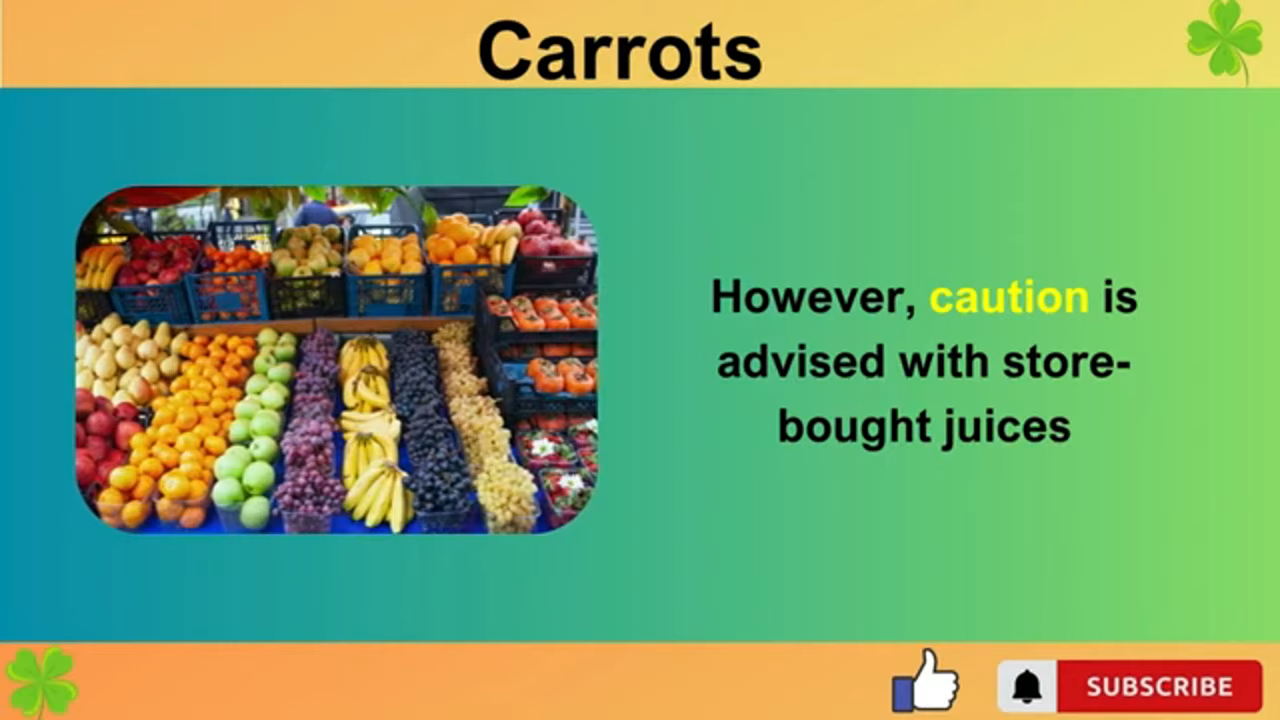 Carrots
However, caution is
advised with store-
bought juices
SUBSCRIBE